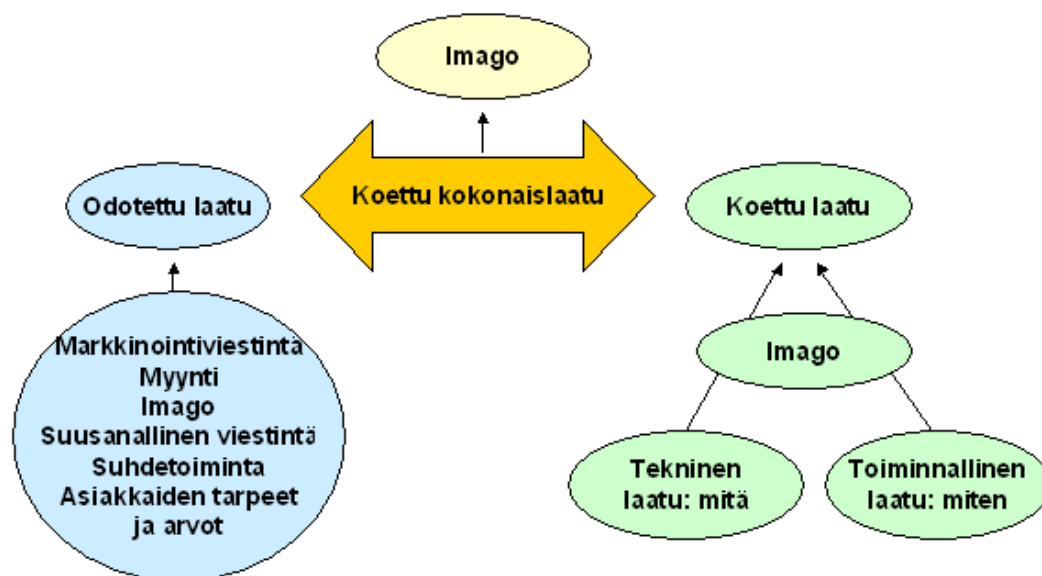 Imago
Koettu kokonaislaatu
Odotettu laatu
Koettu laatu
Markkinointiviestintä
Myynti
Imago
Suusanallinen viestintä
Suhdetoiminta
Asiakkaiden tarpeet
ja arvot
Imago
Tekninen
laatu: mitä
Toiminnallinen
laatu: miten